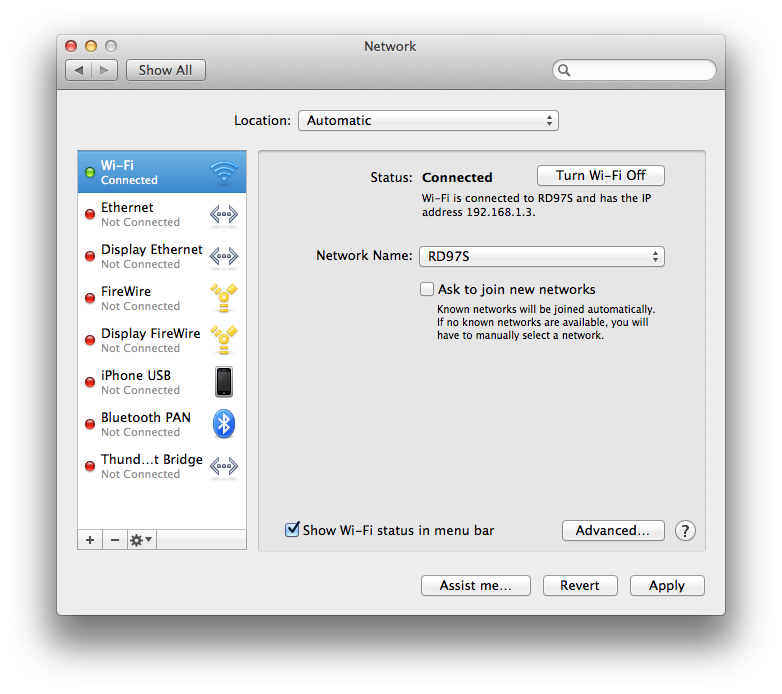 Network
Show All
Location: Automatic
Wi-Fi
Connected
Ethernet
Not Connected
Display Ethernet
Not Connected
FireWire
Not Connected
Display FireWire
Not Connected
iPhone USB
Not Connected
Bluetooth PAN
Not Connected
Thund...t Bridge
Not Connected
Status: Connected
Turn Wi-Fi Off
Wi-Fi is connected to RD97S and has the IP
address 192.168.1.3.
Network Name: RD97S
Ask to join new networks
Known networks will be joined automatically.
If no known networks are available, you will
have to manually select a network.
Show Wi-Fi status in menu bar
Advanced...
?
Assist me...
Revert
Apply